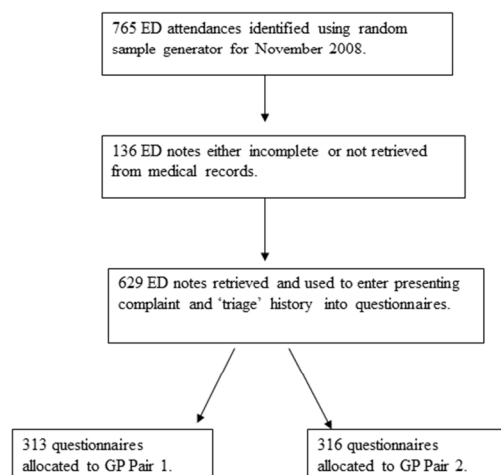 765 ED attendances identified using random
sample generator for November 2008.
136 ED notes either incomplete or not retrieved
from medical records.
629 ED notes retrieved and used to enter presenting
complaint and ‘triage’ history into questionnaires.
313 questionnaires
allocated to GP Pair 1.
316 questionnaires
allocated to GP Pair 2.